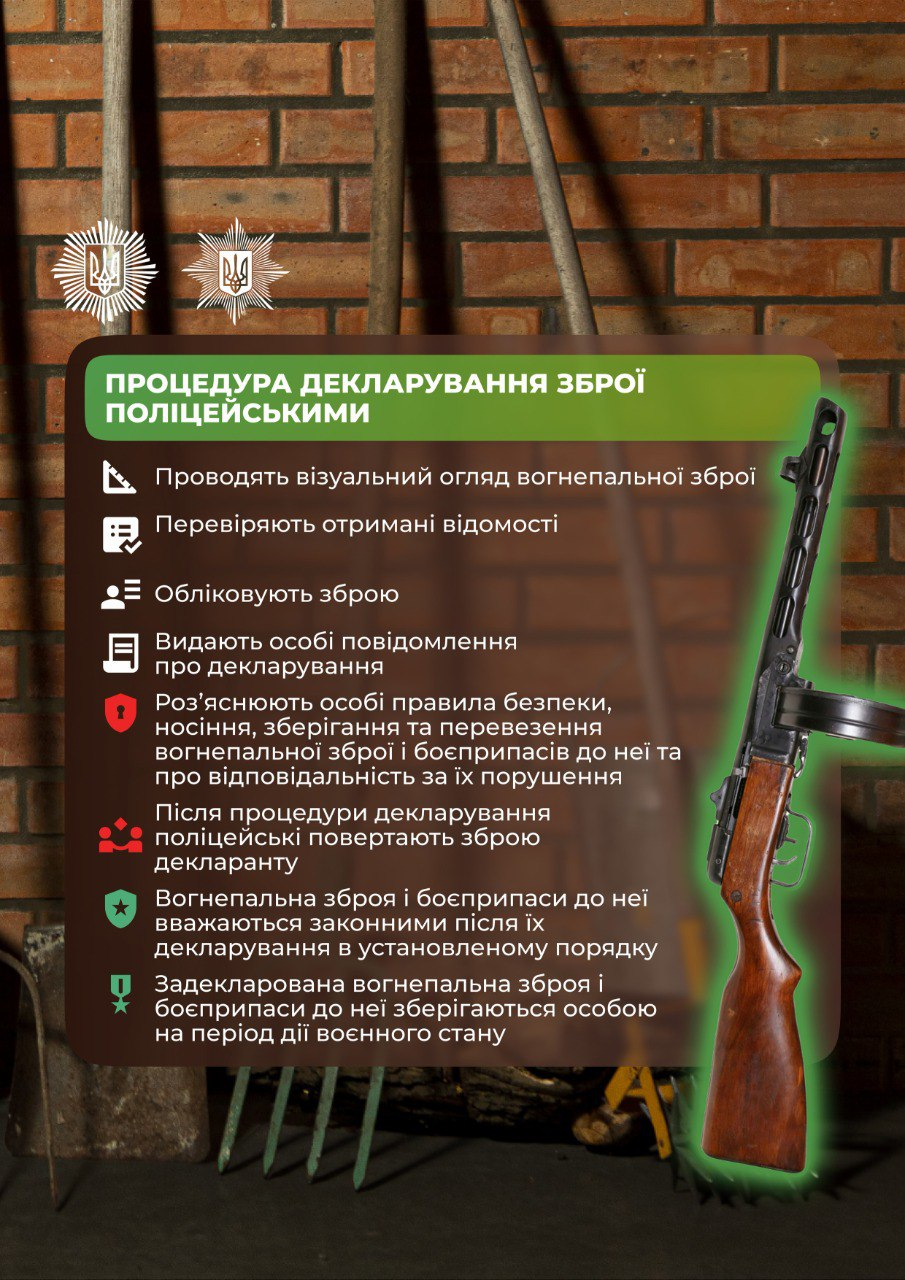 ПРОЦЕДУРА ДЕКЛАРУВАННЯ ЗБРОЇ
ПОЛІЦЕЙСЬКИМИ
Проводять візуальний огляд вогнепальної зброї
Перевіряють отримані відомості
Обліковують зброю
Видають особі повідомлення
про декларування
Роз’яснюють особі правила безпеки,
носіння, зберігання та перевезення
вогнепальної зброї і боєприпасів до неї та
про відповідальність за їх порушення
Після процедури декларування
поліцейські повертають зброю
декларанту
Вогнепальна зброя і боєприпаси до неї
вважаються законними після їх
декларування в установленому порядку
Задекларована вогнепальна зброя і
боєприпаси до неї зберігаються особою
на період дії воєнного стану